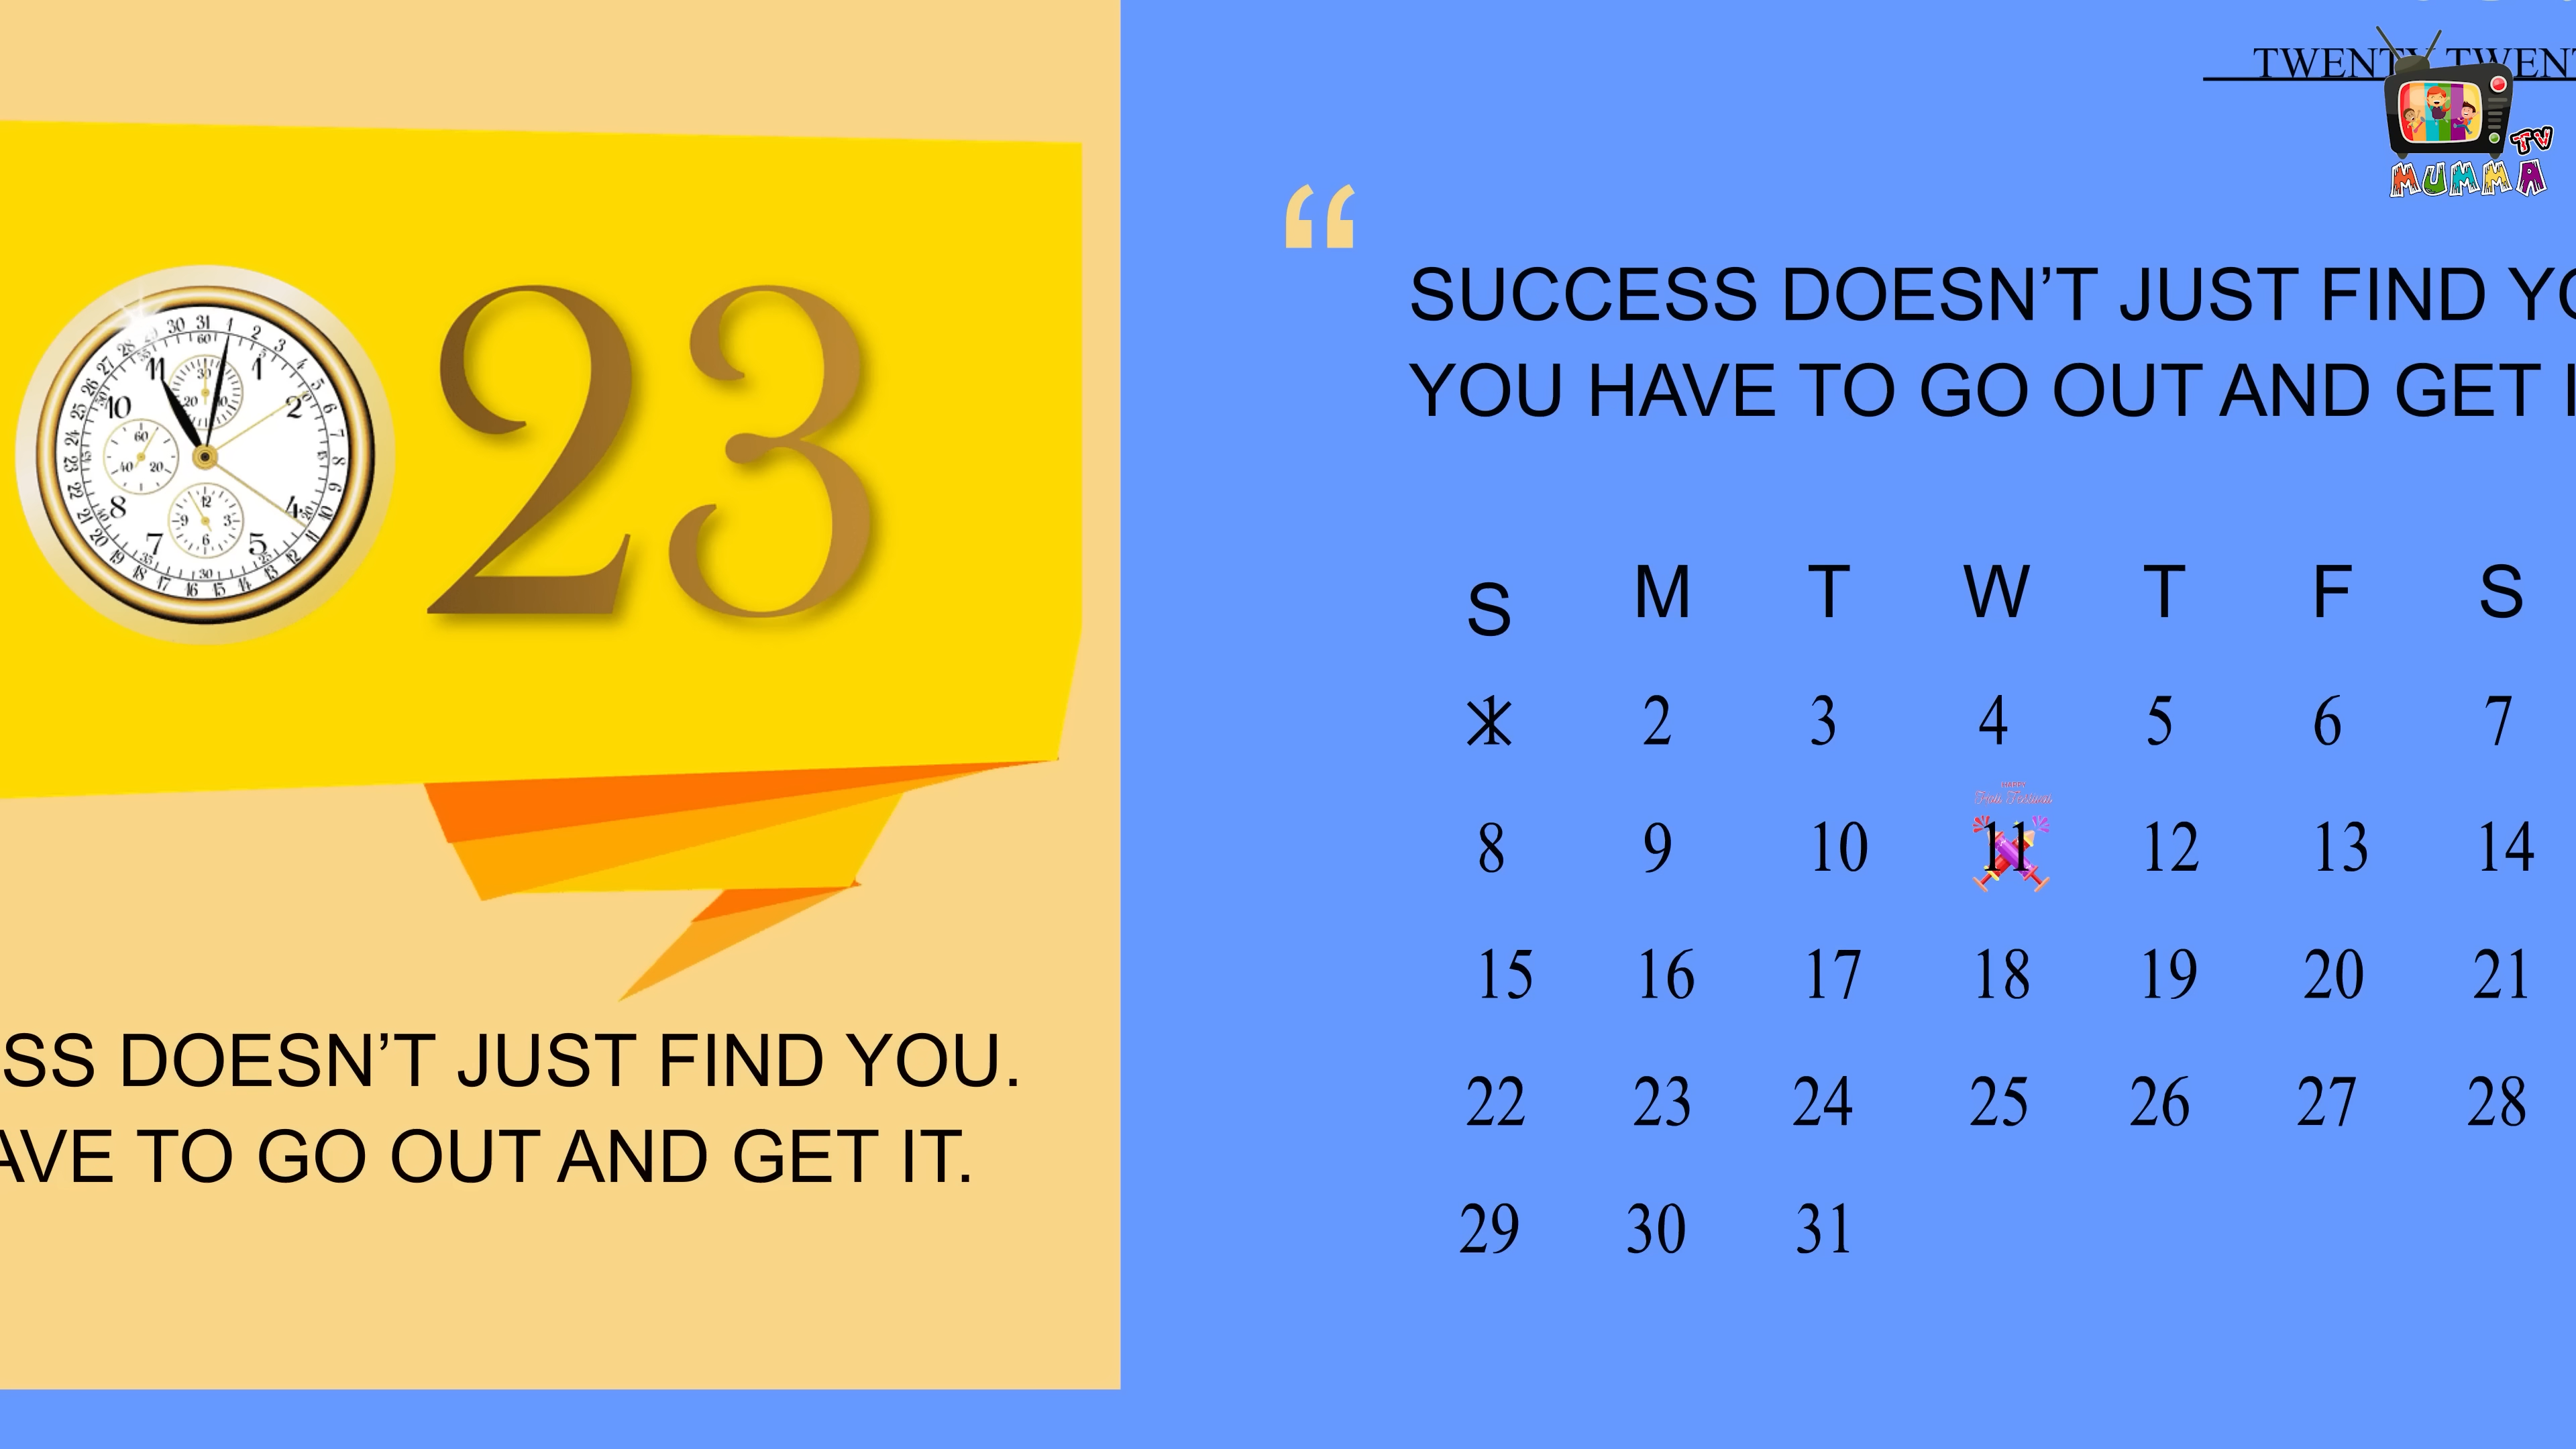 23
SS DOESN'T JUST FIND YOU.
AVE TO GO OUT AND GET IT.
TWENTY TWENT
TV
MUMMA
“
SUCCESS DOESN’T JUST FIND YO
YOU HAVE TO GO OUT AND GET I
S M T W T F S
1 2 3 4 5 6 7
HAPPY
8 9 10 11 12 13 14
15 16 17 18 19 20 21
22 23 24 25 26 27 28
29 30 31